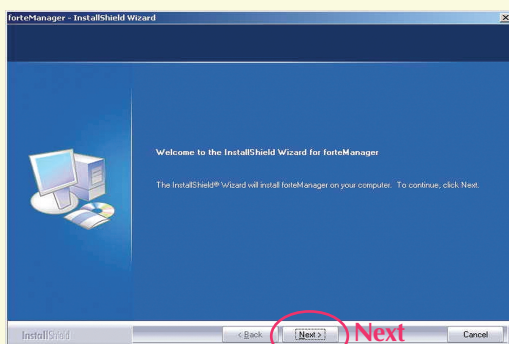 forteManager - InstallShield Wizard
Welcome to the InstallShield Wizard for forteManager
The InstallShield® Wizard will install forteManager on your computer. To continue, click Next.
InstallShield
< Back
Next >
Next
Cancel